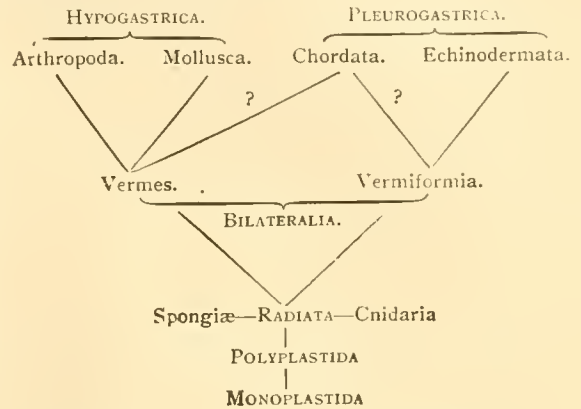 HYPOGASTRICA. PLEUROGASTRICA.
Arthropoda. Mollusca. Chordata. Echinodermata.
? ?
Vermes. Vermiformia.
BILATERALIA.
Spongiæ—RADIATA—Cnidaria
POLYPLASTIDA
MONOPLASTIDA